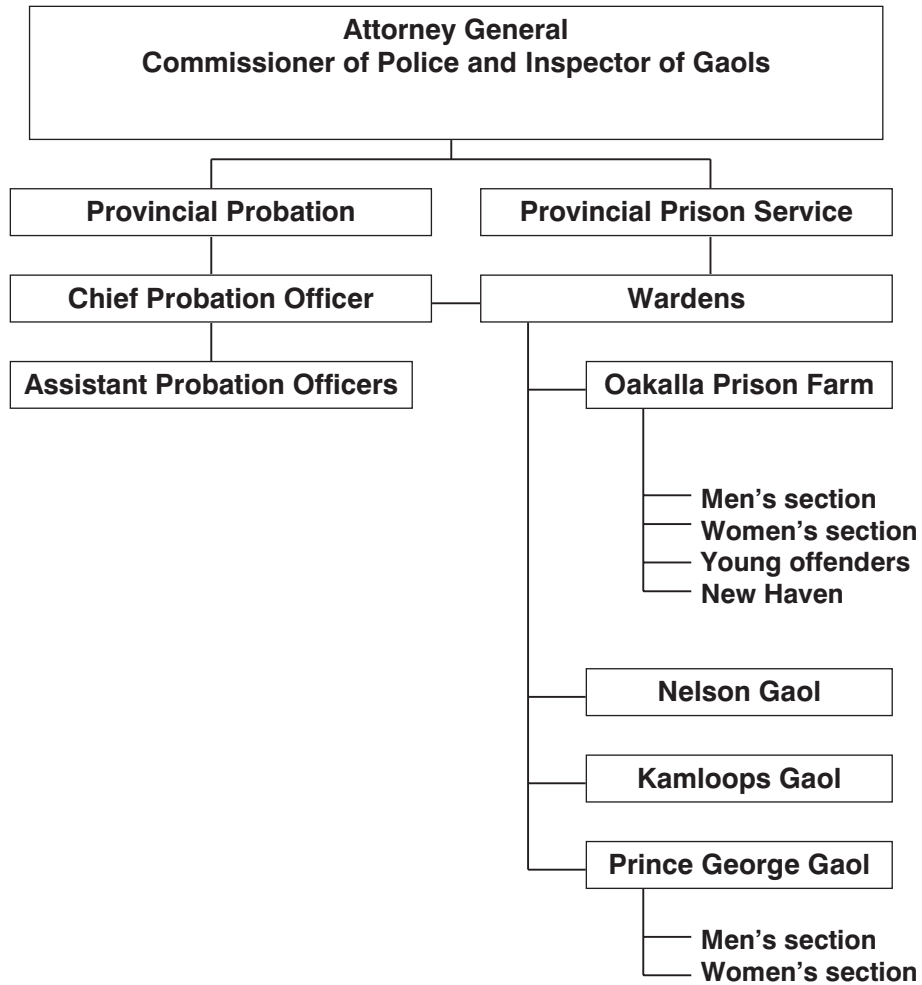 Attorney General
Commissioner of Police and Inspector of Gaols
Provincial Probation
Provincial Prison Service
Chief Probation Officer
Wardens
Assistant Probation Officers
Oakalla Prison Farm
Men’s section
Women’s section
Young offenders
New Haven
Nelson Gaol
Kamloops Gaol
Prince George Gaol
Men’s section
Women’s section